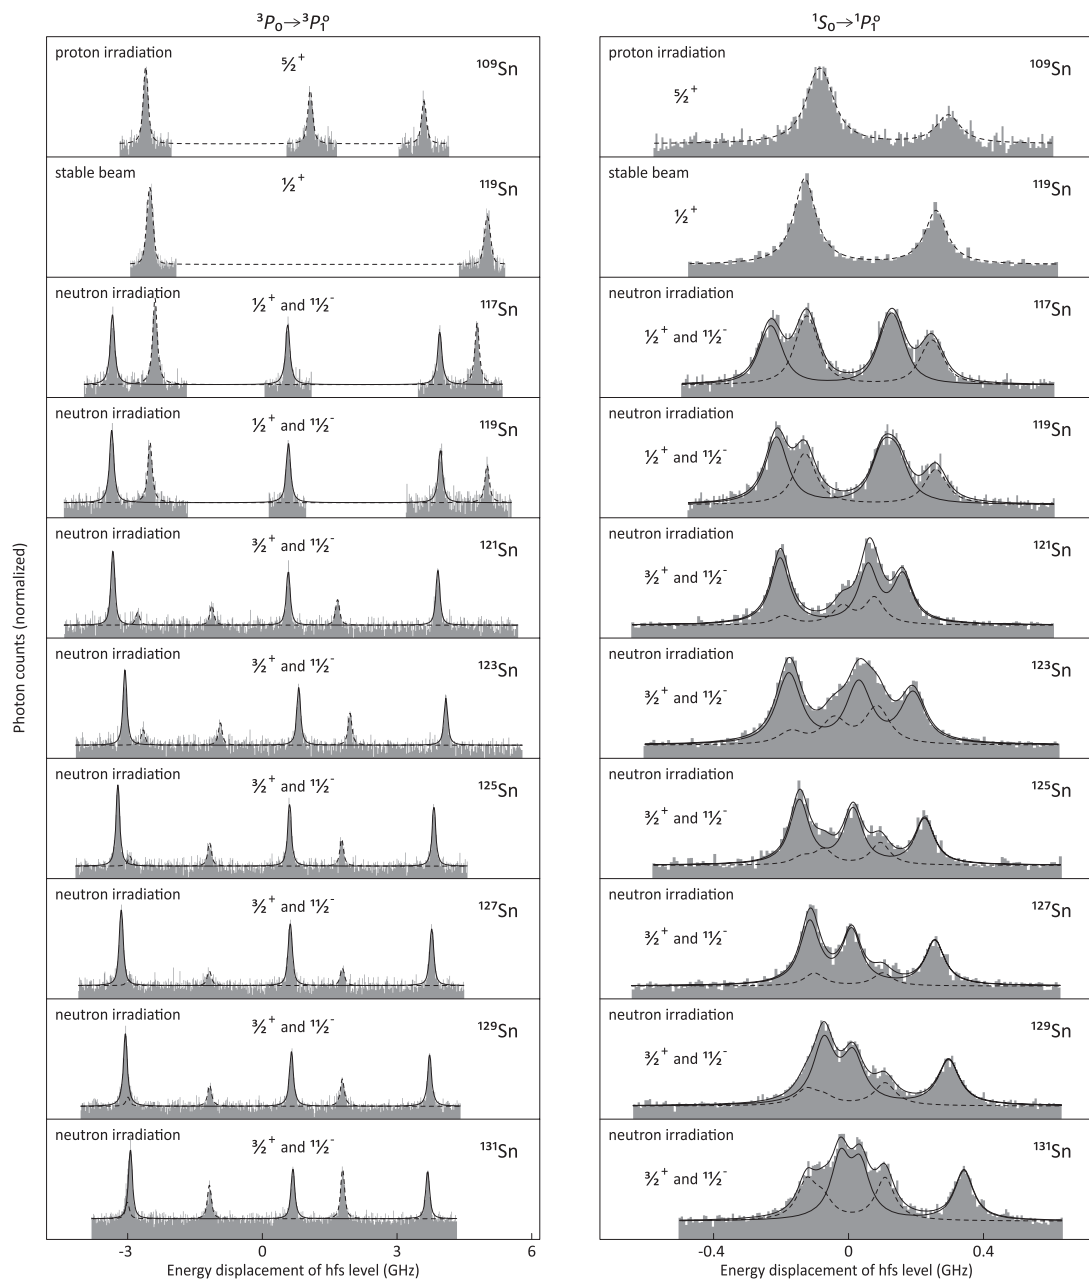 ³P₀→³P₁°
¹S₀→¹P₁°
proton irradiation
⁵⁄₂⁺
¹⁰⁹Sn
proton irradiation
⁵⁄₂⁺
¹⁰⁹Sn
stable beam
¹⁄₂⁺
¹¹⁹Sn
stable beam
¹⁄₂⁺
¹¹⁹Sn
neutron irradiation
¹⁄₂⁺ and ¹¹⁄₂⁻
¹¹⁷Sn
neutron irradiation
¹⁄₂⁺ and ¹¹⁄₂⁻
¹¹⁷Sn
neutron irradiation
¹⁄₂⁺ and ¹¹⁄₂⁻
¹¹⁹Sn
neutron irradiation
¹⁄₂⁺ and ¹¹⁄₂⁻
¹¹⁹Sn
neutron irradiation
³⁄₂⁺ and ¹¹⁄₂⁻
¹²¹Sn
neutron irradiation
³⁄₂⁺ and ¹¹⁄₂⁻
¹²¹Sn
neutron irradiation
³⁄₂⁺ and ¹¹⁄₂⁻
¹²³Sn
neutron irradiation
³⁄₂⁺ and ¹¹⁄₂⁻
¹²³Sn
neutron irradiation
³⁄₂⁺ and ¹¹⁄₂⁻
¹²⁵Sn
neutron irradiation
³⁄₂⁺ and ¹¹⁄₂⁻
¹²⁵Sn
neutron irradiation
³⁄₂⁺ and ¹¹⁄₂⁻
¹²⁷Sn
neutron irradiation
³⁄₂⁺ and ¹¹⁄₂⁻
¹²⁷Sn
neutron irradiation
³⁄₂⁺ and ¹¹⁄₂⁻
¹²⁹Sn
neutron irradiation
³⁄₂⁺ and ¹¹⁄₂⁻
¹²⁹Sn
neutron irradiation
³⁄₂⁺ and ¹¹⁄₂⁻
¹³¹Sn
neutron irradiation
³⁄₂⁺ and ¹¹⁄₂⁻
¹³¹Sn
Photon counts (normalized)
-3 0 3 6
-0.4 0 0.4
Energy displacement of hfs level (GHz)
Energy displacement of hfs level (GHz)